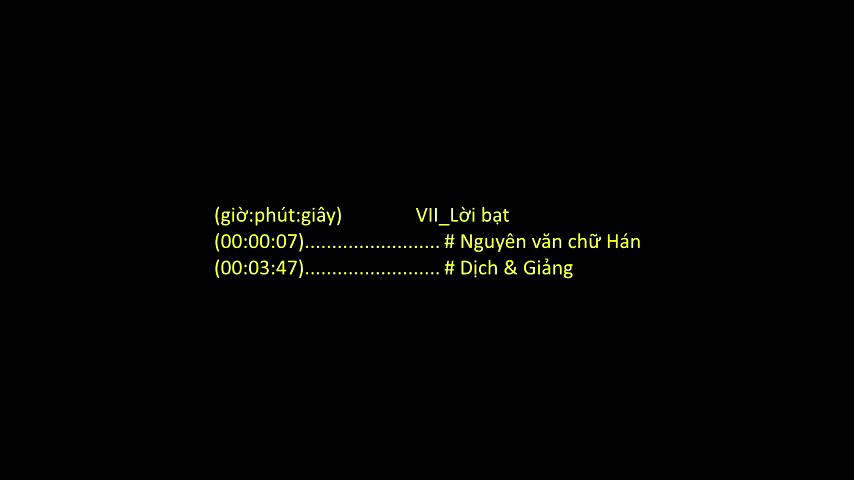 (giờ:phút:giây) VII_Lời bạt
(00:00:07)......................... # Nguyên văn chữ Hán
(00:03:47)......................... # Dịch & Giảng